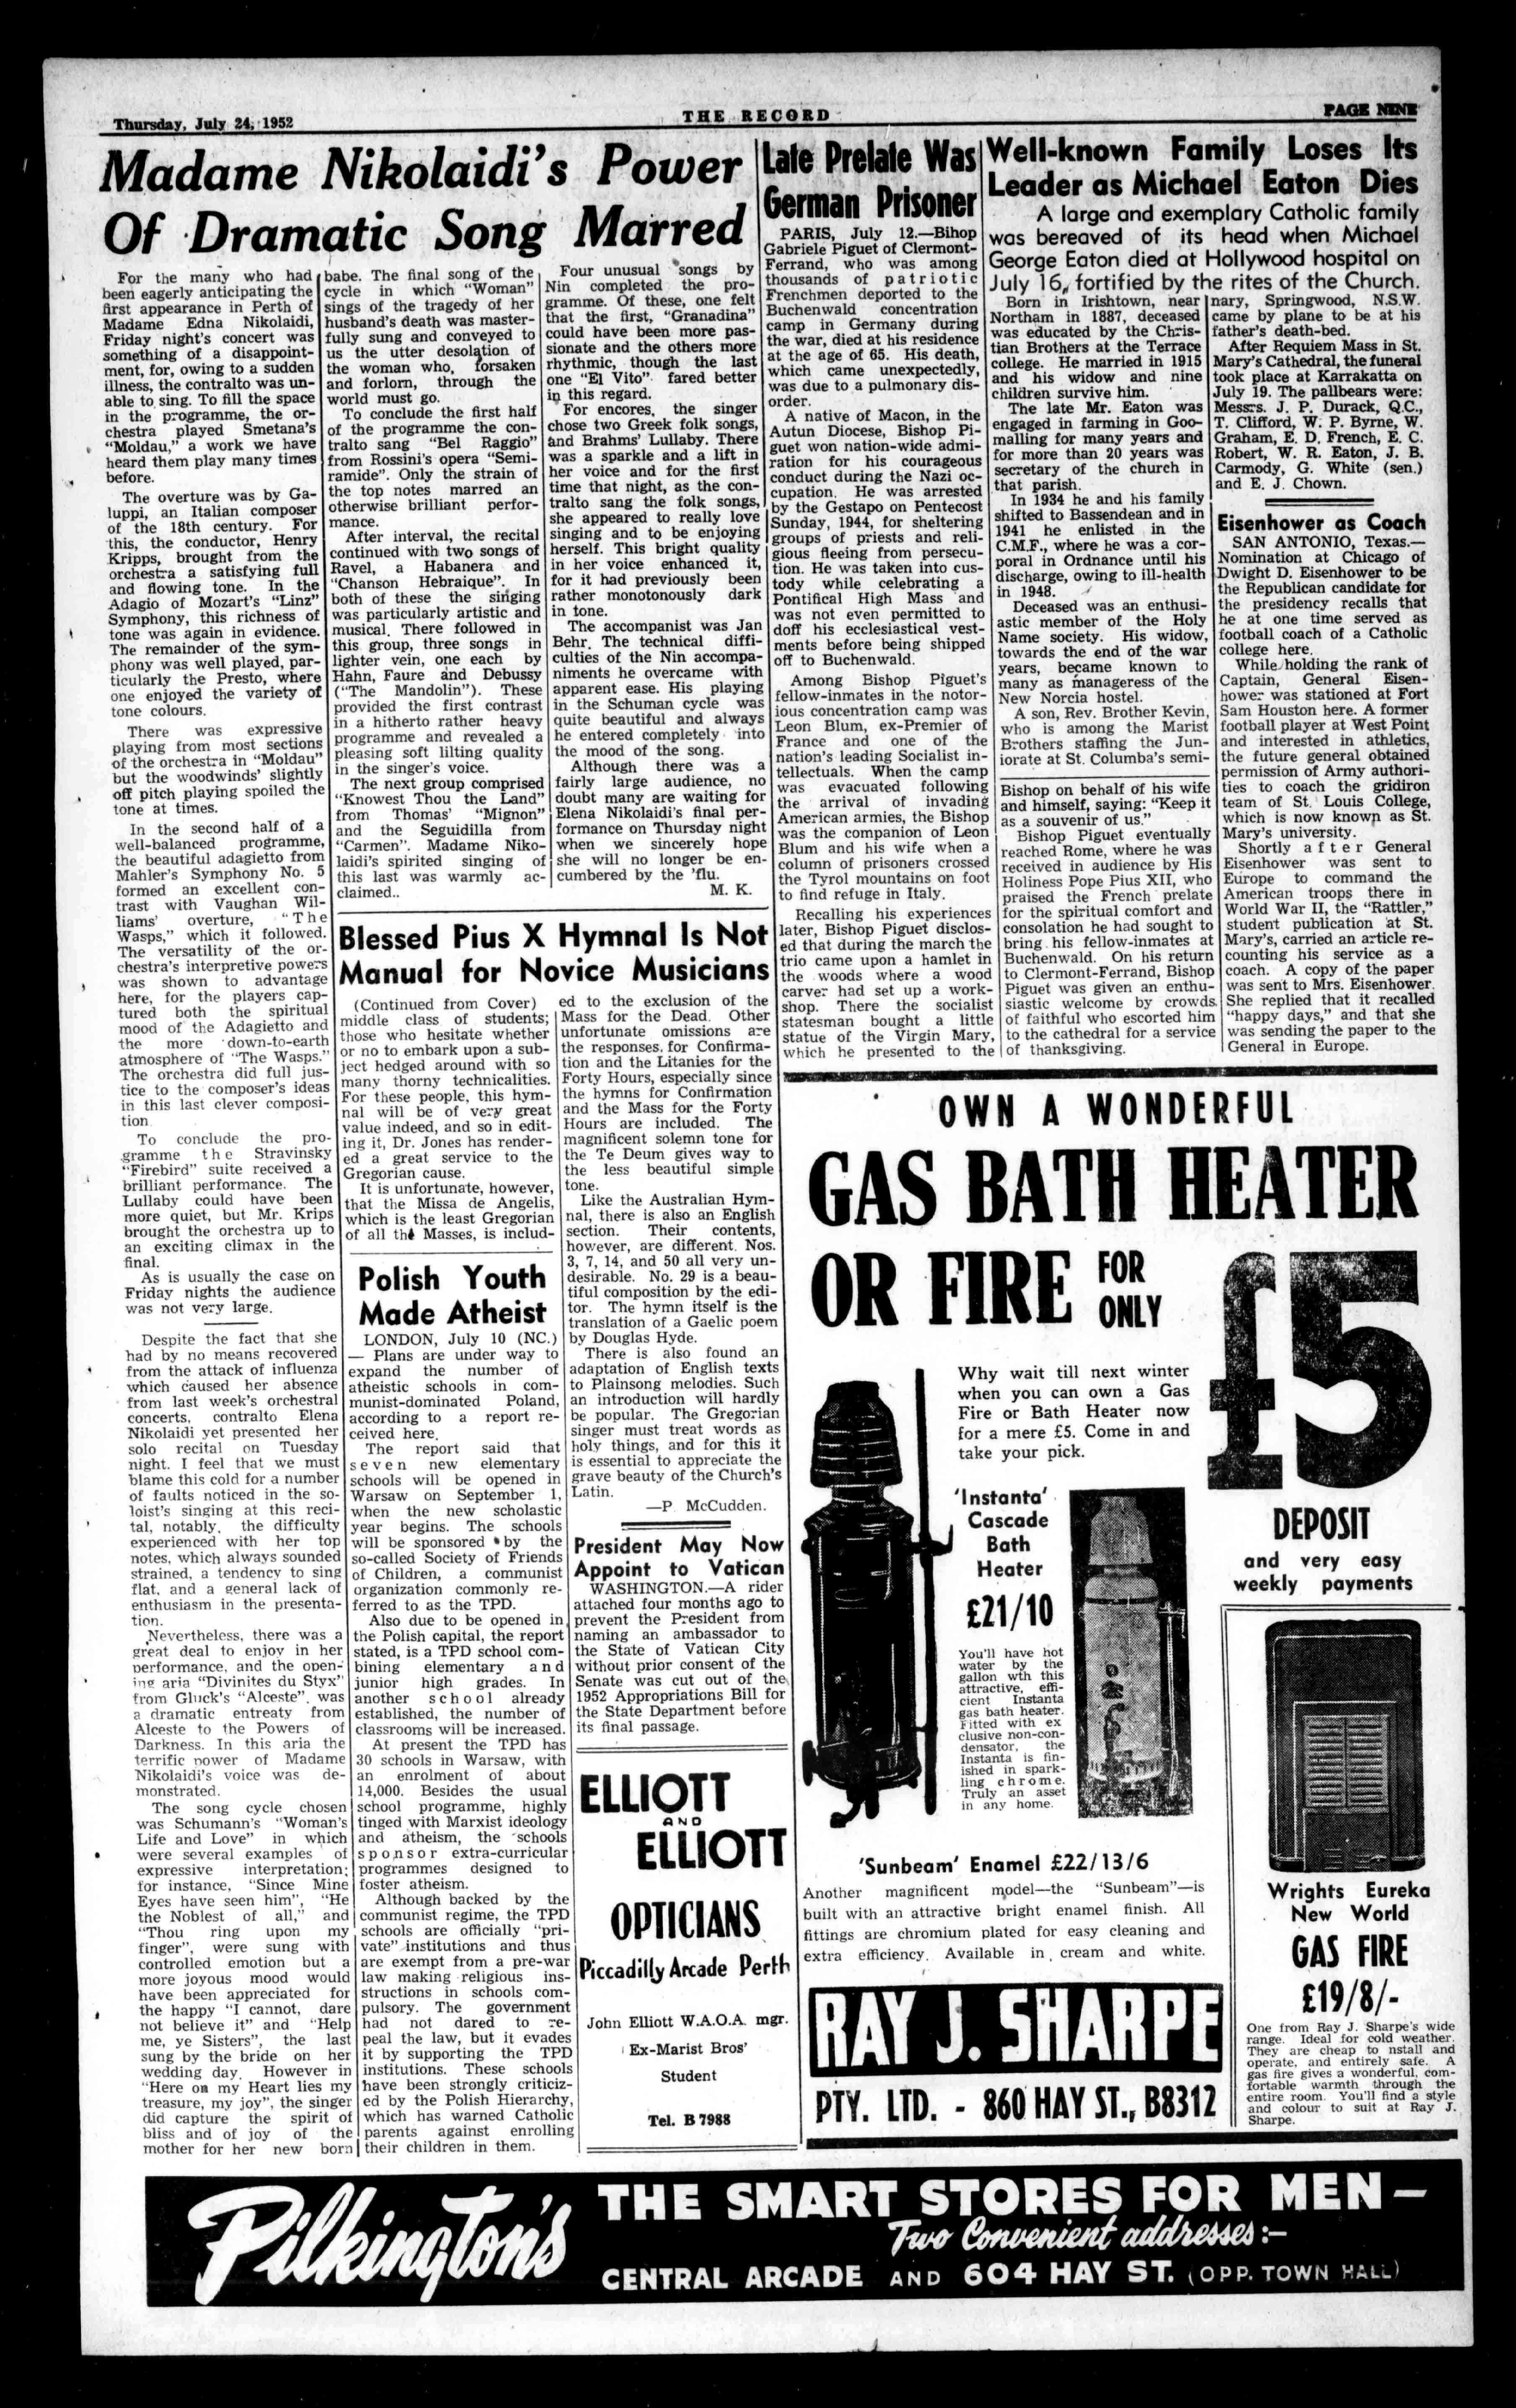 Thursday, July 24, 1952
THE RECORD
PAGE NINE
Madame Nikolaidi's Power
Of Dramatic Song Marred
For the many who had
been eagerly anticipating the
first appearance in Perth of
Madame Edna Nikolaidi,
Friday night's concert was
something of a disappoint-
ment, for, owing to a sudden
illness, the contralto was un-
able to sing. To fill the space
in the programme, the or-
chestra played Smetana's
"Moldau," a work we have
heard them play many times
before.
The overture was by Ga-
luppi, an Italian composer
of the 18th century. For
this, the conductor, Henry
Kripps, brought from the
orchestra a satisfying full
and flowing tone. In the
Adagio of Mozart's "Linz"
Symphony, this richness of
tone was again in evidence.
The remainder of the sym-
phony was well played, par-
ticularly the Presto, where
one enjoyed the variety of
tone colours.
There was expressive
playing from most sections
of the orchestra in "Moldau"
but the woodwinds' slightly
off pitch playing spoiled the
tone at times.
In the second half of a
well-balanced programme,
the beautiful adagietto from
Mahler's Symphony No. 5
formed an excellent con-
trast with Vaughan Wil-
liams' overture, "The
Wasps," which it followed.
The versatility of the or-
chestra's interpretive powers
was shown to advantage
here, for the players cap-
tured both the spiritual
mood of the Adagietto and
the more down-to-earth
atmosphere of "The Wasps."
The orchestra did full jus-
tice to the composer's ideas
in this last clever composi-
tion.
To conclude the pro-
gramme the Stravinsky
"Firebird" suite received a
brilliant performance. The
Lullaby could have been
more quiet, but Mr. Krips
brought the orchestra up to
an exciting climax in the
final.
As is usually the case on
Friday nights the audience
was not very large.
Despite the fact that she
had by no means recovered
from the attack of influenza
which caused her absence
from last week's orchestral
concerts, contralto Elena
Nikolaidi yet presented her
solo recital on Tuesday
night. I feel that we must
blame this cold for a number
of faults noticed in the so-
loist's singing at this reci-
tal, notably, the difficulty
experienced with her top
notes, which always sounded
strained, a tendency to sing
flat, and a general lack of
enthusiasm in the presenta-
tion.
Nevertheless, there was a
great deal to enjoy in her
performance, and the open-
ing aria "Divinites du Styx"
from Gluck's "Alceste", was
a dramatic entreaty from
Alceste to the Powers of
Darkness. In this aria the
terrific power of Madame
Nikolaidi's voice was de-
monstrated.
The song cycle chosen
was Schumann's "Woman's
Life and Love" in which
were several examples of
expressive interpretation;
for instance, "Since Mine
Eyes have seen him", "He
the Noblest of all," and
"Thou ring upon my
finger", were sung with
controlled emotion but a
more joyous mood would
have been appreciated for
the happy "I cannot, dare
not believe it" and "Help
me, ye Sisters", the last
sung by the bride on her
wedding day. However in
"Here on my Heart lies my
treasure, my joy", the singer
did capture the spirit of
bliss and of joy of the
mother for her new born
babe. The final song of the
cycle in which "Woman"
sings of the tragedy of her
husband's death was master-
fully sung and conveyed to
us the utter desolation of
the woman who, forsaken
and forlorn, through the
world must go.
To conclude the first half
of the programme the con-
tralto sang "Bel Raggio"
from Rossini's opera "Semi-
ramide". Only the strain of
the top notes marred an
otherwise brilliant perfor-
mance.
After interval, the recital
continued with two songs of
Ravel, a Habanera and
"Chanson Hebraique". In
both of these the singing
was particularly artistic and
musical. There followed in
this group, three songs in
lighter vein, one each by
Hahn, Faure and Debussy
("The Mandolin"). These
provided the first contrast
in a hitherto rather heavy
programme and revealed a
pleasing soft lilting quality
in the singer's voice.
The next group comprised
"Knowest Thou the Land"
from Thomas' "Mignon"
and the Seguidilla from
"Carmen". Madame Niko-
laidi's spirited singing of
this last was warmly ac-
claimed..
Four unusual songs by
Nin completed the pro-
gramme. Of these, one felt
that the first, "Granadina"
could have been more pas-
sionate and the others more
rhythmic, though the last
one "El Vito" fared better
in this regard.
For encores, the singer
chose two Greek folk songs,
and Brahms' Lullaby. There
was a sparkle and a lift in
her voice and for the first
time that night, as the con-
tralto sang the folk songs,
she appeared to really love
singing and to be enjoying
herself. This bright quality
in her voice enhanced it,
for it had previously been
rather monotonously dark
in tone.
The accompanist was Jan
Behr. The technical diffi-
culties of the Nin accompa-
niments he overcame with
apparent ease. His playing
in the Schuman cycle was
quite beautiful and always
he entered completely into
the mood of the song.
Although there was a
fairly large audience, no
doubt many are waiting for
Elena Nikolaidi's final per-
formance on Thursday night
when we sincerely hope
she will no longer be en-
cumbered by the 'flu.
M. K.
Blessed Pius X Hymnal Is Not
Manual for Novice Musicians
(Continued from Cover)
middle class of students;
those who hesitate whether
or no to embark upon a sub-
ject hedged around with so
many thorny technicalities.
For these people, this hym-
nal will be of very great
value indeed, and so in edit-
ing it, Dr. Jones has render-
ed a great service to the
Gregorian cause.
It is unfortunate, however,
that the Missa de Angelis,
which is the least Gregorian
of all the Masses, is includ-
ed to the exclusion of the
Mass for the Dead. Other
unfortunate omissions are
the responses, for Confirma-
tion and the Litanies for the
Forty Hours, especially since
the hymns for Confirmation
and the Mass for the Forty
Hours are included. The
magnificent solemn tone for
the Te Deum gives way to
the less beautiful simple
tone.
Like the Australian Hym-
nal, there is also an English
section. Their contents,
however, are different. Nos.
3, 7, 14, and 50 all very un-
desirable. No. 29 is a beau-
tiful composition by the edi-
tor. The hymn itself is the
translation of a Gaelic poem
by Douglas Hyde.
There is also found an
adaptation of English texts
to Plainsong melodies. Such
an introduction will hardly
be popular. The Gregorian
singer must treat words as
holy things, and for this it
is essential to appreciate the
grave beauty of the Church's
Latin.
—P. McCudden.
Polish Youth
Made Atheist
LONDON, July 10 (NC.)
— Plans are under way to
expand the number of
atheistic schools in com-
munist-dominated Poland,
according to a report re-
ceived here.
The report said that
seven new elementary
schools will be opened in
Warsaw on September 1,
when the new scholastic
year begins. The schools
will be sponsored by the
so-called Society of Friends
of Children, a communist
organization commonly re-
ferred to as the TPD.
Also due to be opened in
the Polish capital, the report
stated, is a TPD school com-
bining elementary and
junior high grades. In
another school already
established, the number of
classrooms will be increased.
At present the TPD has
30 schools in Warsaw, with
an enrolment of about
14,000. Besides the usual
school programme, highly
tinged with Marxist ideology
and atheism, the schools
sponsor extra-curricular
programmes designed to
foster atheism.
Although backed by the
communist regime, the TPD
schools are officially "pri-
vate" institutions and thus
are exempt from a pre-war
law making religious ins-
structions in schools com-
pulsory. The government
had not dared to re-
peal the law, but it evades
it by supporting the TPD
institutions. These schools
have been strongly criticiz-
ed by the Polish Hierarchy,
which has warned Catholic
parents against enrolling
their children in them.
President May Now
Appoint to Vatican
WASHINGTON.—A rider
attached four months ago to
prevent the President from
naming an ambassador to
the State of Vatican City
without prior consent of the
Senate was cut out of the
1952 Appropriations Bill for
the State Department before
its final passage.
ELLIOTT
AND
ELLIOTT
OPTICIANS
Piccadilly Arcade Perth
John Elliott W.A.O.A. mgr.
Ex-Marist Bros'
Student
Tel. B 7988
Late Prelate Was
German Prisoner
PARIS, July 12.—Bihop
Gabriele Piguet of Clermont-
Ferrand, who was among
thousands of patriotic
Frenchmen deported to the
Buchenwald concentration
camp in Germany during
the war, died at his residence
at the age of 65. His death,
which came unexpectedly,
was due to a pulmonary dis-
order.
A native of Macon, in the
Autun Diocese, Bishop Pi-
guet won nation-wide admi-
ration for his courageous
conduct during the Nazi oc-
cupation. He was arrested
by the Gestapo on Pentecost
Sunday, 1944, for sheltering
groups of priests and reli-
gious fleeing from persecu-
tion. He was taken into cus-
tody while celebrating a
Pontifical High Mass and
was not even permitted to
doff his ecclesiastical vest-
ments before being shipped
off to Buchenwald.
Among Bishop Piguet's
fellow-inmates in the notor-
ious concentration camp was
Leon Blum, ex-Premier of
France and one of the
nation's leading Socialist in-
tellectuals. When the camp
was evacuated following
the arrival of invading
American armies, the Bishop
was the companion of Leon
Blum and his wife when a
column of prisoners crossed
the Tyrol mountains on foot
to find refuge in Italy.
Recalling his experiences
later, Bishop Piguet disclos-
ed that during the march the
trio came upon a hamlet in
the woods where a wood
carver had set up a work-
shop. There the socialist
statesman bought a little
statue of the Virgin Mary,
which he presented to the
Bishop on behalf of his wife
and himself, saying: "Keep it
as a souvenir of us."
Bishop Piguet eventually
reached Rome, where he was
received in audience by His
Holiness Pope Pius XII, who
praised the French prelate
for the spiritual comfort and
consolation he had sought to
bring his fellow-inmates at
Buchenwald. On his return
to Clermont-Ferrand, Bishop
Piguet was given an enthu-
siastic welcome by crowds
of faithful who escorted him
to the cathedral for a service
of thanksgiving.
Well-known Family Loses Its
Leader as Michael Eaton Dies
A large and exemplary Catholic family
was bereaved of its head when Michael
George Eaton died at Hollywood hospital on
July 16, fortified by the rites of the Church.
Born in Irishtown, near
Northam in 1887, deceased
was educated by the Chris-
tian Brothers at the Terrace
college. He married in 1915
and his widow and nine
children survive him.
The late Mr. Eaton was
engaged in farming in Goo-
malling for many years and
for more than 20 years was
secretary of the church in
that parish.
In 1934 he and his family
shifted to Bassendean and in
1941 he enlisted in the
C.M.F., where he was a cor-
poral in Ordnance until his
discharge, owing to ill-health
in 1948.
Deceased was an enthusi-
astic member of the Holy
Name society. His widow,
towards the end of the war
years, became known to
many as manageress of the
New Norcia hostel.
A son, Rev. Brother Kevin,
who is among the Marist
Brothers staffing the Jun-
iorate at St. Columba's semi-
nary, Springwood, N.S.W.
came by plane to be at his
father's death-bed.
After Requiem Mass in St.
Mary's Cathedral, the funeral
took place at Karrakatta on
July 19. The pallbears were:
Messrs. J. P. Durack, Q.C.,
T. Clifford, W. P. Byrne, W.
Graham, E. D. French, E. C.
Robert, W. R. Eaton, J. B.
Carmody, G. White (sen.)
and E. J. Chown.
Eisenhower as Coach
SAN ANTONIO, Texas.—
Nomination at Chicago of
Dwight D. Eisenhower to be
the Republican candidate for
the presidency recalls that
he at one time served as
football coach of a Catholic
college here.
While holding the rank of
Captain, General Eisen-
hower was stationed at Fort
Sam Houston here. A former
football player at West Point
and interested in athletics,
the future general obtained
permission of Army authori-
ties to coach the gridiron
team of St. Louis College,
which is now known as St.
Mary's university.
Shortly after General
Eisenhower was sent to
Europe to command the
American troops there in
World War II, the "Rattler,"
student publication at St.
Mary's, carried an article re-
counting his service as a
coach. A copy of the paper
was sent to Mrs. Eisenhower.
She replied that it recalled
"happy days," and that she
was sending the paper to the
General in Europe.
OWN A WONDERFUL
GAS BATH HEATER
OR FIRE FOR ONLY
£5
Why wait till next winter
when you can own a Gas
Fire or Bath Heater now
for a mere £5. Come in and
take your pick.
DEPOSIT
and very easy
weekly payments
'Instanta'
Cascade
Bath
Heater
£21/10
You'll have hot
water by the
gallon wth this
attractive, effi-
cient Instanta
gas bath heater.
Fitted with ex
clusive non-con-
densator, the
Instanta is fin-
ished in spark-
ling chrome.
Truly an asset
in any home.
'Sunbeam' Enamel £22/13/6
Another magnificent model—the "Sunbeam"—is
built with an attractive bright enamel finish. All
fittings are chromium plated for easy cleaning and
extra efficiency. Available in cream and white.
Wrights Eureka
New World
GAS FIRE
£19/8/-
One from Ray J. Sharpe's wide
range. Ideal for cold weather.
They are cheap to nstall and
operate, and entirely safe. A
gas fire gives a wonderful, com-
fortable warmth through the
entire room. You'll find a style
and colour to suit at Ray J.
Sharpe.
RAY J. SHARPE
PTY. LTD. - 860 HAY ST., B8312
Pilkington's
THE SMART STORES FOR MEN —
Two Convenient addresses:—
CENTRAL ARCADE AND 604 HAY ST. (OPP. TOWN HALL)